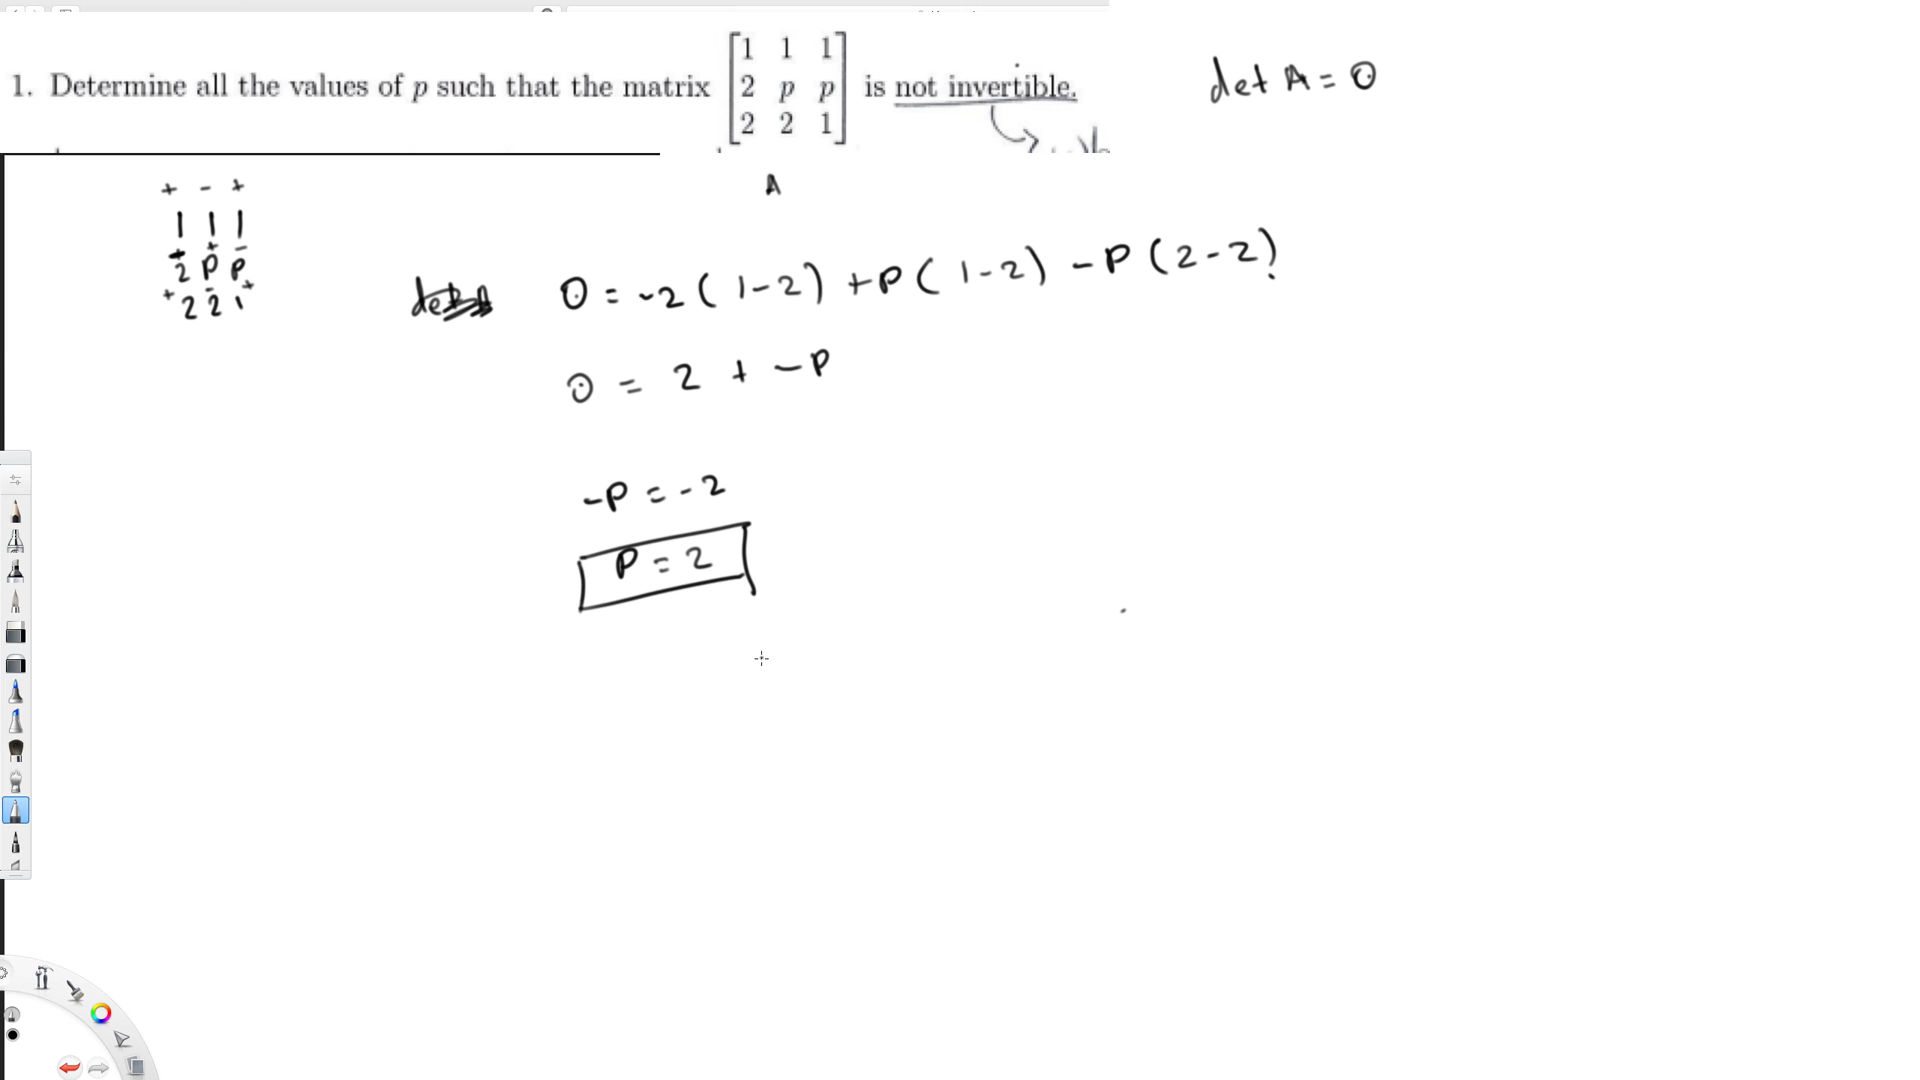 1. Determine all the values of p such that the matrix [1 1 1
2 p p
2 2 1] is not invertible.
det A = 0
A
+ - +
1 1 1
+ + -
2 P P
+ - +
2 2 1
0 = -2 ( 1-2 ) + P ( 1-2 ) - P ( 2-2 )
0 = 2 + -P
-P = -2
P = 2